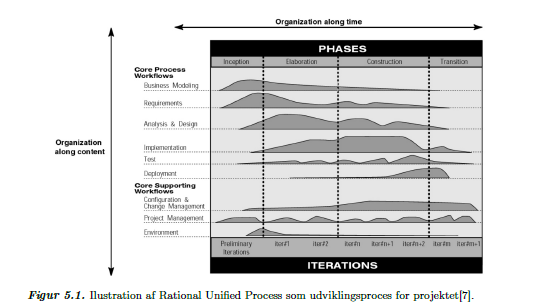 Organization along time
PHASES
Inception Elaboration Construction Transition
Core Process
Workflows
Business Modeling
Requirements
Analysis & Design
Implementation
Test
Deployment
Organization
along content
Core Supporting
Workflows
Configuration &
Change Management
Project Management
Environment
Preliminary
Iterations
iter#1 iter#2 iter#n iter#n+1 iter#n+2 iter#m iter#m+1
ITERATIONS
Figur 5.1. Ilustration af Rational Unified Process som udviklingsproces for projektet[7].